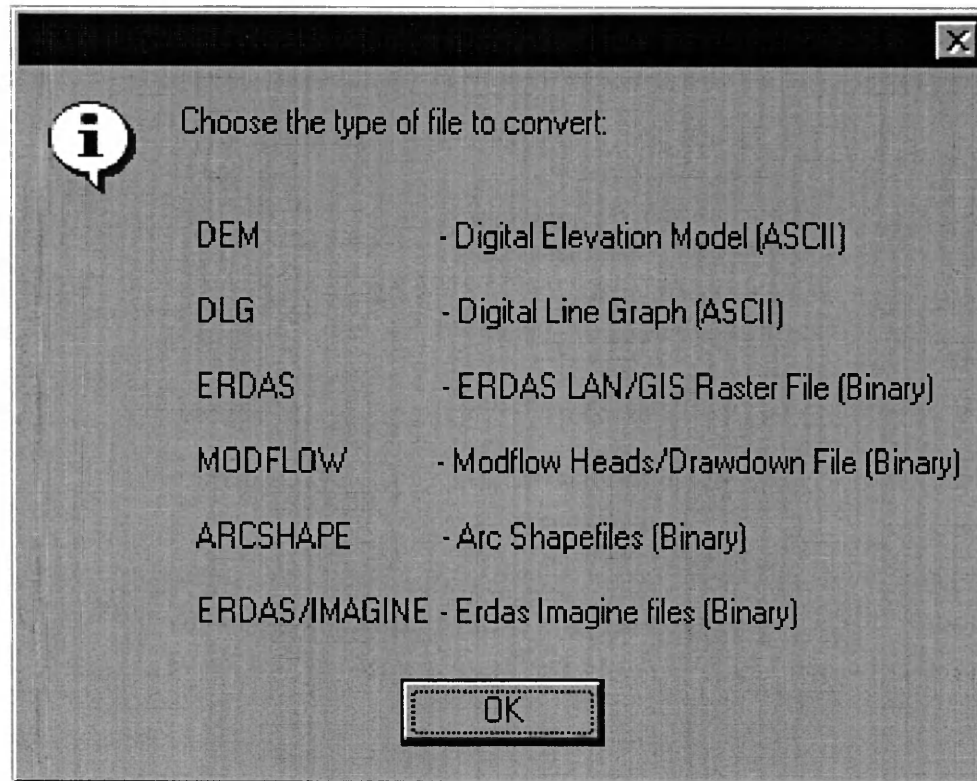 Choose the type of file to convert:
DEM - Digital Elevation Model (ASCII)
DLG - Digital Line Graph (ASCII)
ERDAS - ERDAS LAN/GIS Raster File (Binary)
MODFLOW - Modflow Heads/Drawdown File (Binary)
ARCSHAPE - Arc Shapefiles (Binary)
ERDAS/IMAGINE - Erdas Imagine files (Binary)
OK